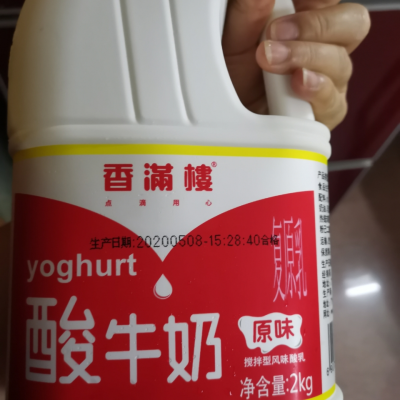 香滿樓®
点滴用心
生产日期:20200508-15:28:40合格
yoghurt
复原乳
酸牛奶
原味
搅拌型风味酸乳
净含量:2kg